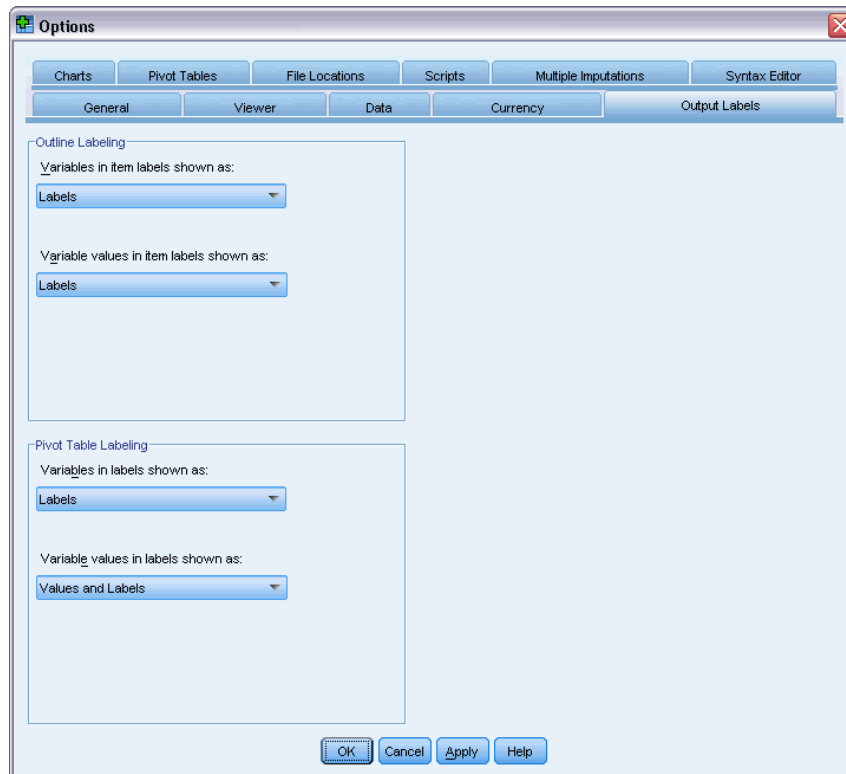 Options
Charts Pivot Tables File Locations Scripts Multiple Imputations Syntax Editor
General Viewer Data Currency Output Labels
Outline Labeling
Variables in item labels shown as:
Labels
Variable values in item labels shown as:
Labels
Pivot Table Labeling
Variables in labels shown as:
Labels
Variable values in labels shown as:
Values and Labels
OK Cancel Apply Help